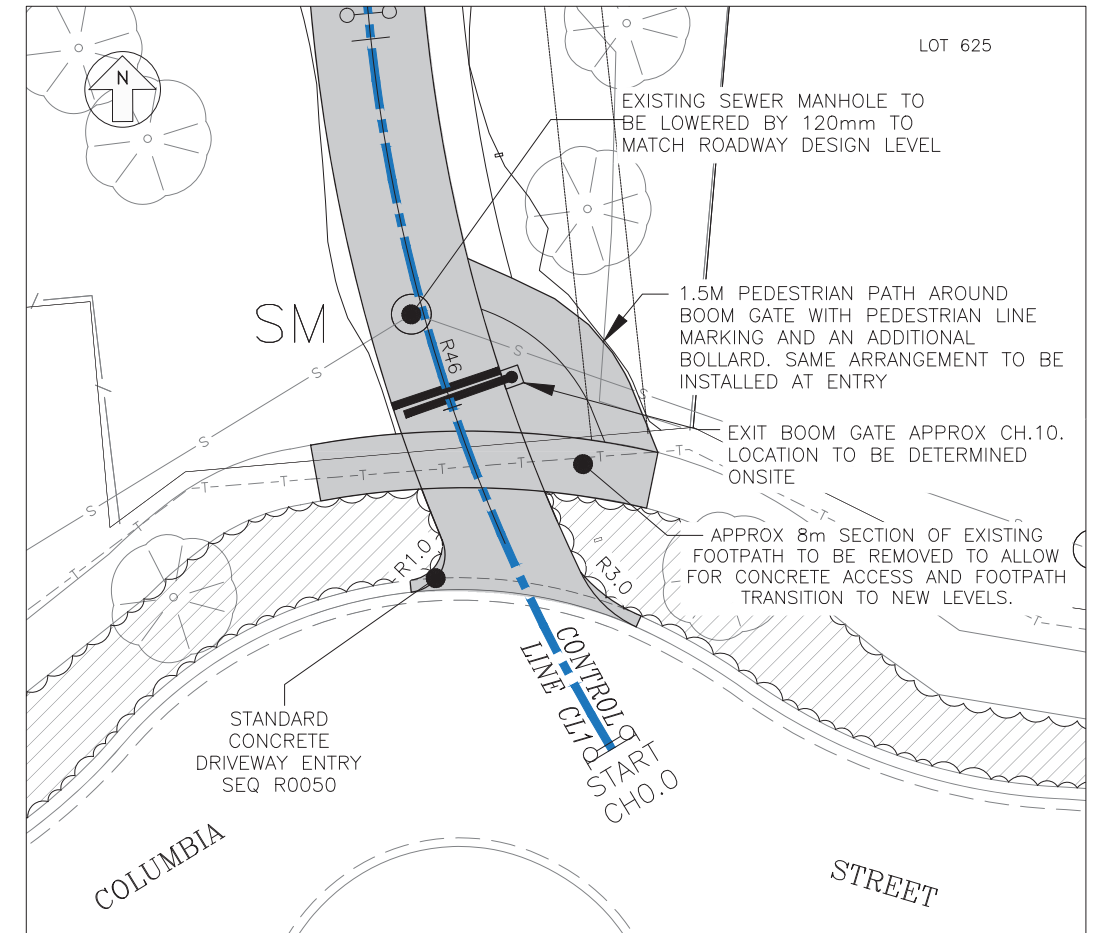 LOT 625
N
EXISTING SEWER MANHOLE TO
BE LOWERED BY 120mm TO
MATCH ROADWAY DESIGN LEVEL
1.5M PEDESTRIAN PATH AROUND
BOOM GATE WITH PEDESTRIAN LINE
MARKING AND AN ADDITIONAL
BOLLARD. SAME ARRANGEMENT TO BE
INSTALLED AT ENTRY
SM
R46
S
S
S
S
S
EXIT BOOM GATE APPROX CH.10.
LOCATION TO BE DETERMINED
ONSITE
T
T
T
T
T
T
T
T
T
T
T
APPROX 8m SECTION OF EXISTING
FOOTPATH TO BE REMOVED TO ALLOW
FOR CONCRETE ACCESS AND FOOTPATH
TRANSITION TO NEW LEVELS.
R1.0
R3.0
CONTROL
LINE CL1
START
CH0.0
STANDARD
CONCRETE
DRIVEWAY ENTRY
SEQ R0050
COLUMBIA
STREET